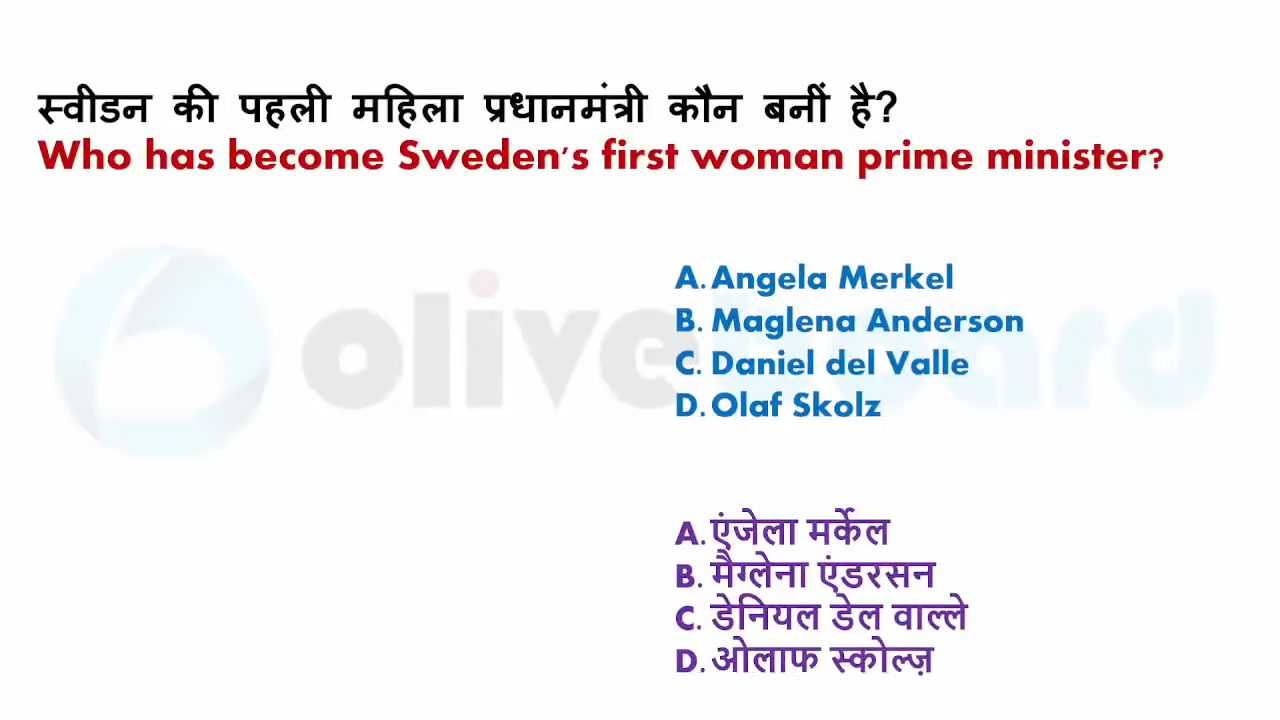 स्वीडन की पहली महिला प्रधानमंत्री कौन बनीं है?
Who has become Sweden's first woman prime minister?
oliveboard
A. Angela Merkel
B. Maglena Anderson
C. Daniel del Valle
D. Olaf Skolz
A. एंजेला मर्केल
B. मैग्लेना एंडरसन
C. डेनियल डेल वाल्ले
D. ओलाफ स्कोल्ज़